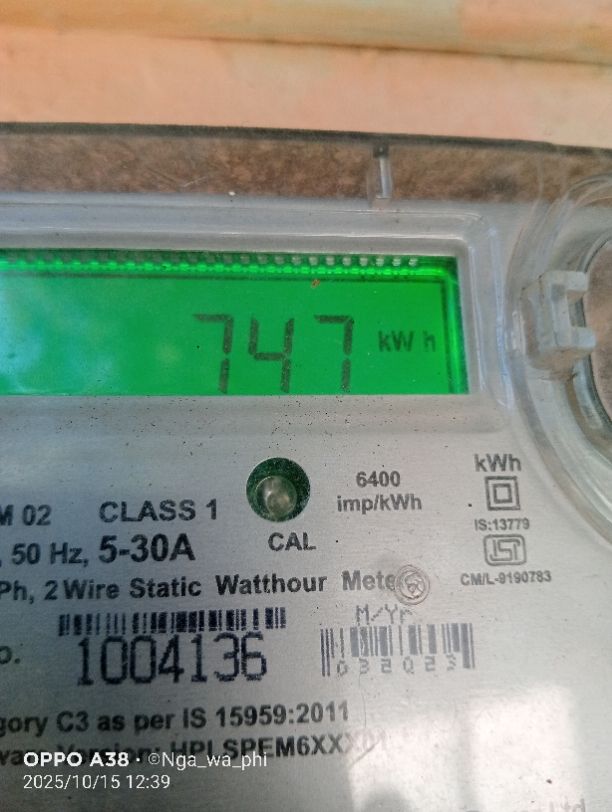 747 kWh
6400
imp/kWh
kWh
IS:13779
CM/L-9190783
M 02 CLASS 1
CAL
, 50 Hz, 5-30A
Ph, 2 Wire Static Watthour Meter
M/Yr
1004136
032023
gory C3 as per IS 15959:2011
Version: HPLSPEM6XXX01
OPPO A38 · ©Nga_wa_phi
2025/10/15 12:39